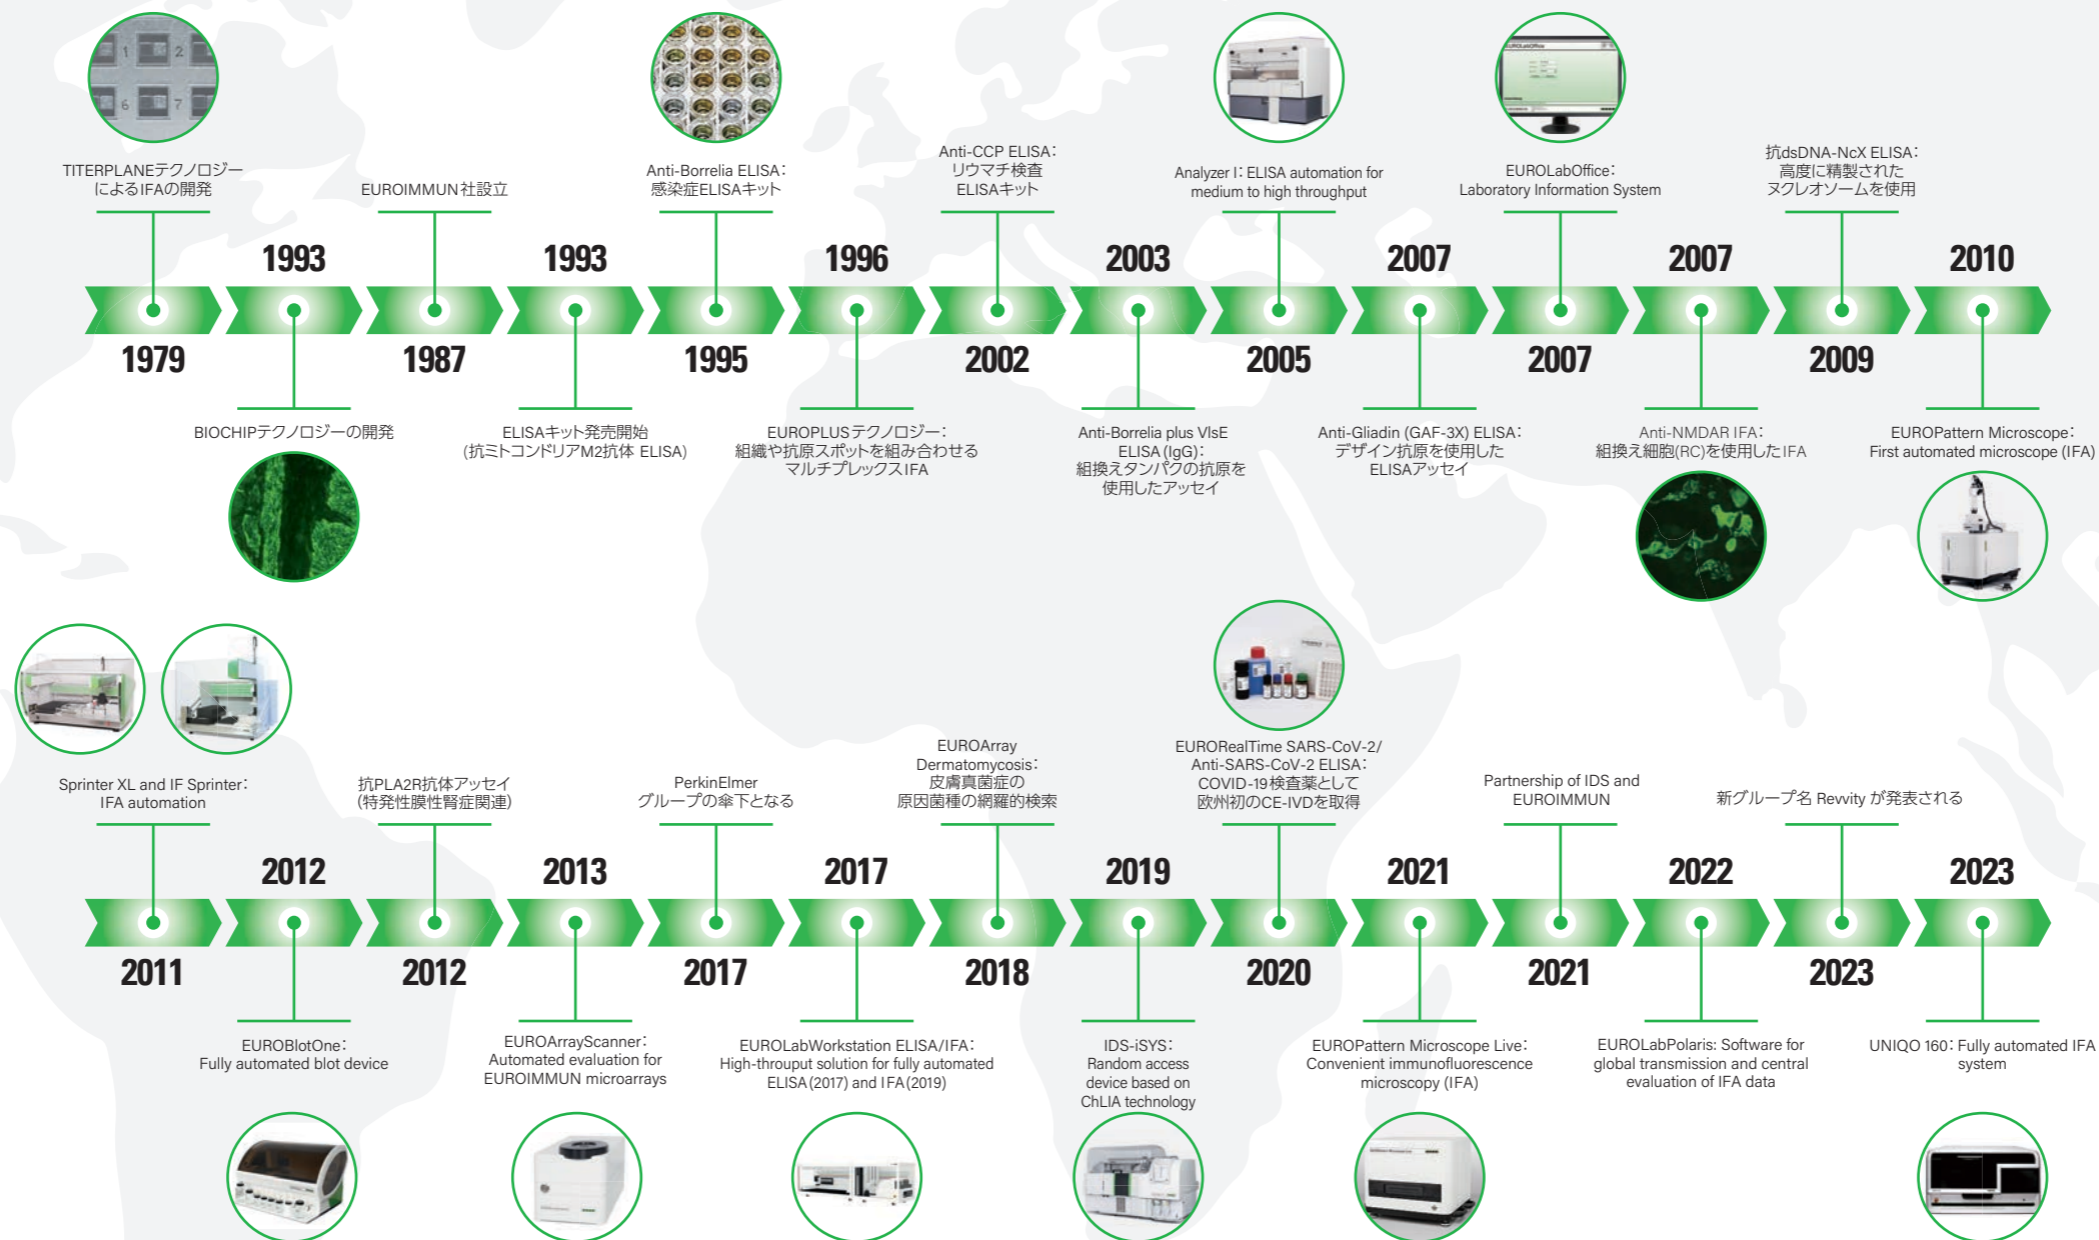 TITERPLANEテクノロジー
によるIFAの開発
1979
1993
BIOCHIPテクノロジーの開発
EUROIMMUN社設立
1987
1993
ELISAキット発売開始
(抗ミトコンドリアM2抗体 ELISA)
Anti-Borrelia ELISA：
感染症ELISAキット
1995
1996
EUROPLUSテクノロジー：
組織や抗原スポットを組み合わせる
マルチプレックスIFA
Anti-CCP ELISA：
リウマチ検査
ELISAキット
2002
2003
Anti-Borrelia plus VlsE
ELISA (IgG)：
組換えタンパクの抗原を
使用したアッセイ
Analyzer I：ELISA automation for
medium to high throughput
2005
2007
Anti-Gliadin (GAF-3X) ELISA：
デザイン抗原を使用した
ELISAアッセイ
EUROLabOffice
EUROLabOffice：
Laboratory Information System
2007
2007
Anti-NMDAR IFA：
組換え細胞(RC)を使用したIFA
抗dsDNA-NcX ELISA：
高度に精製された
ヌクレオソームを使用
2009
2010
EUROPattern Microscope：
First automated microscope (IFA)
1
2
6
7
Sprinter XL and IF Sprinter：
IFA automation
2011
2012
EUROBlotOne：
Fully automated blot device
抗PLA2R抗体アッセイ
(特発性膜性腎症関連)
2012
2013
EUROArrayScanner：
Automated evaluation for
EUROIMMUN microarrays
PerkinElmer
グループの傘下となる
2017
2017
EUROLabWorkstation ELISA/IFA：
High-throuput solution for fully automated
ELISA (2017) and IFA (2019)
EUROArray
Dermatomycosis：
皮膚真菌症の
原因菌種の網羅的検索
2018
2019
IDS-iSYS：
Random access
device based on
ChLIA technology
EURORealTime SARS-CoV-2/
Anti-SARS-CoV-2 ELISA：
COVID-19検査薬として
欧州初のCE-IVDを取得
2020
2021
EUROPattern Microscope Live：
Convenient immunofluorescence
microscopy (IFA)
Partnership of IDS and
EUROIMMUN
2021
2022
EUROLabPolaris: Software for
global transmission and central
evaluation of IFA data
新グループ名 Revvity が発表される
2023
2023
UNIQO 160：Fully automated IFA
system